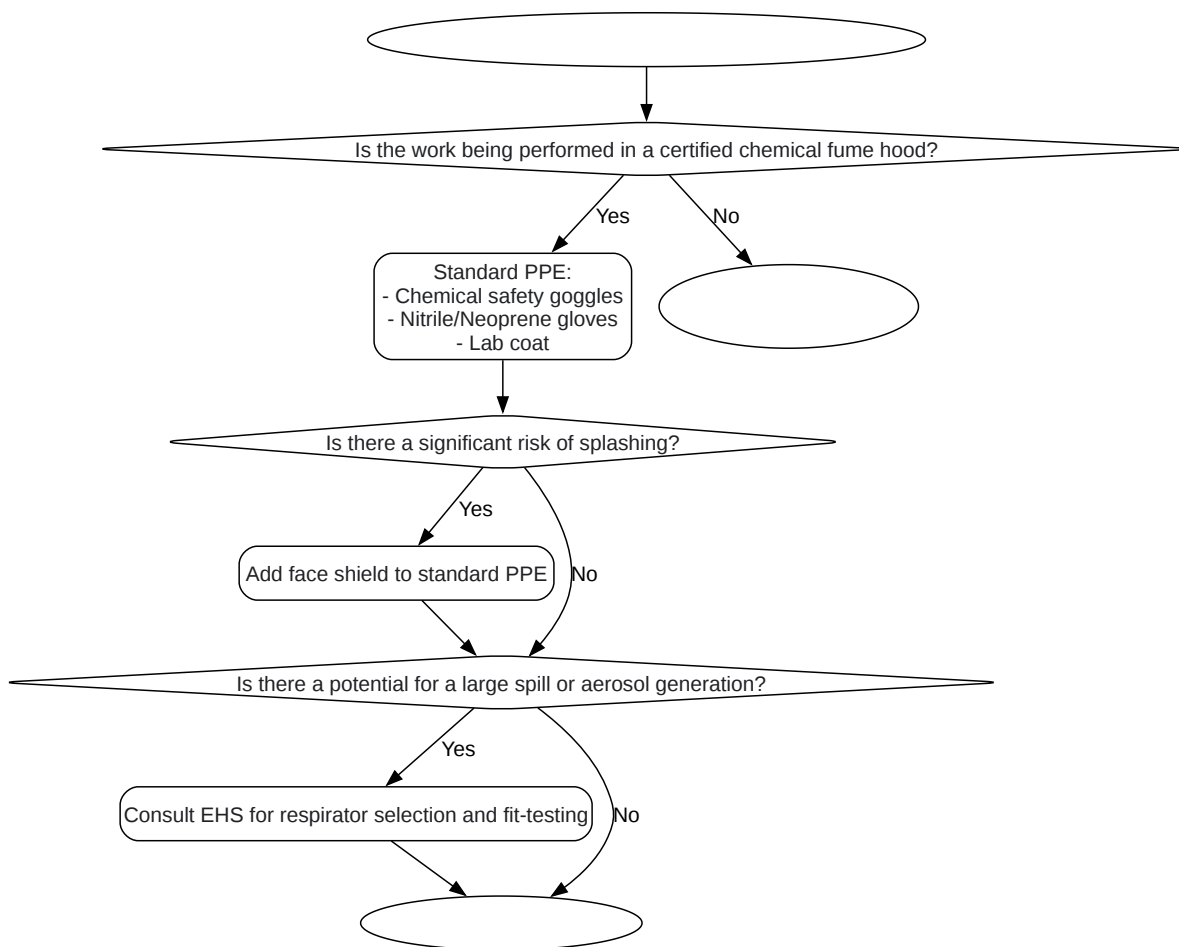 Is the work being performed in a certified chemical fume hood?
Yes
No
Standard PPE:
- Chemical safety goggles
- Nitrile/Neoprene gloves
- Lab coat
Is there a significant risk of splashing?
Yes
Add face shield to standard PPE
No
Is there a potential for a large spill or aerosol generation?
Yes
Consult EHS for respirator selection and fit-testing
No